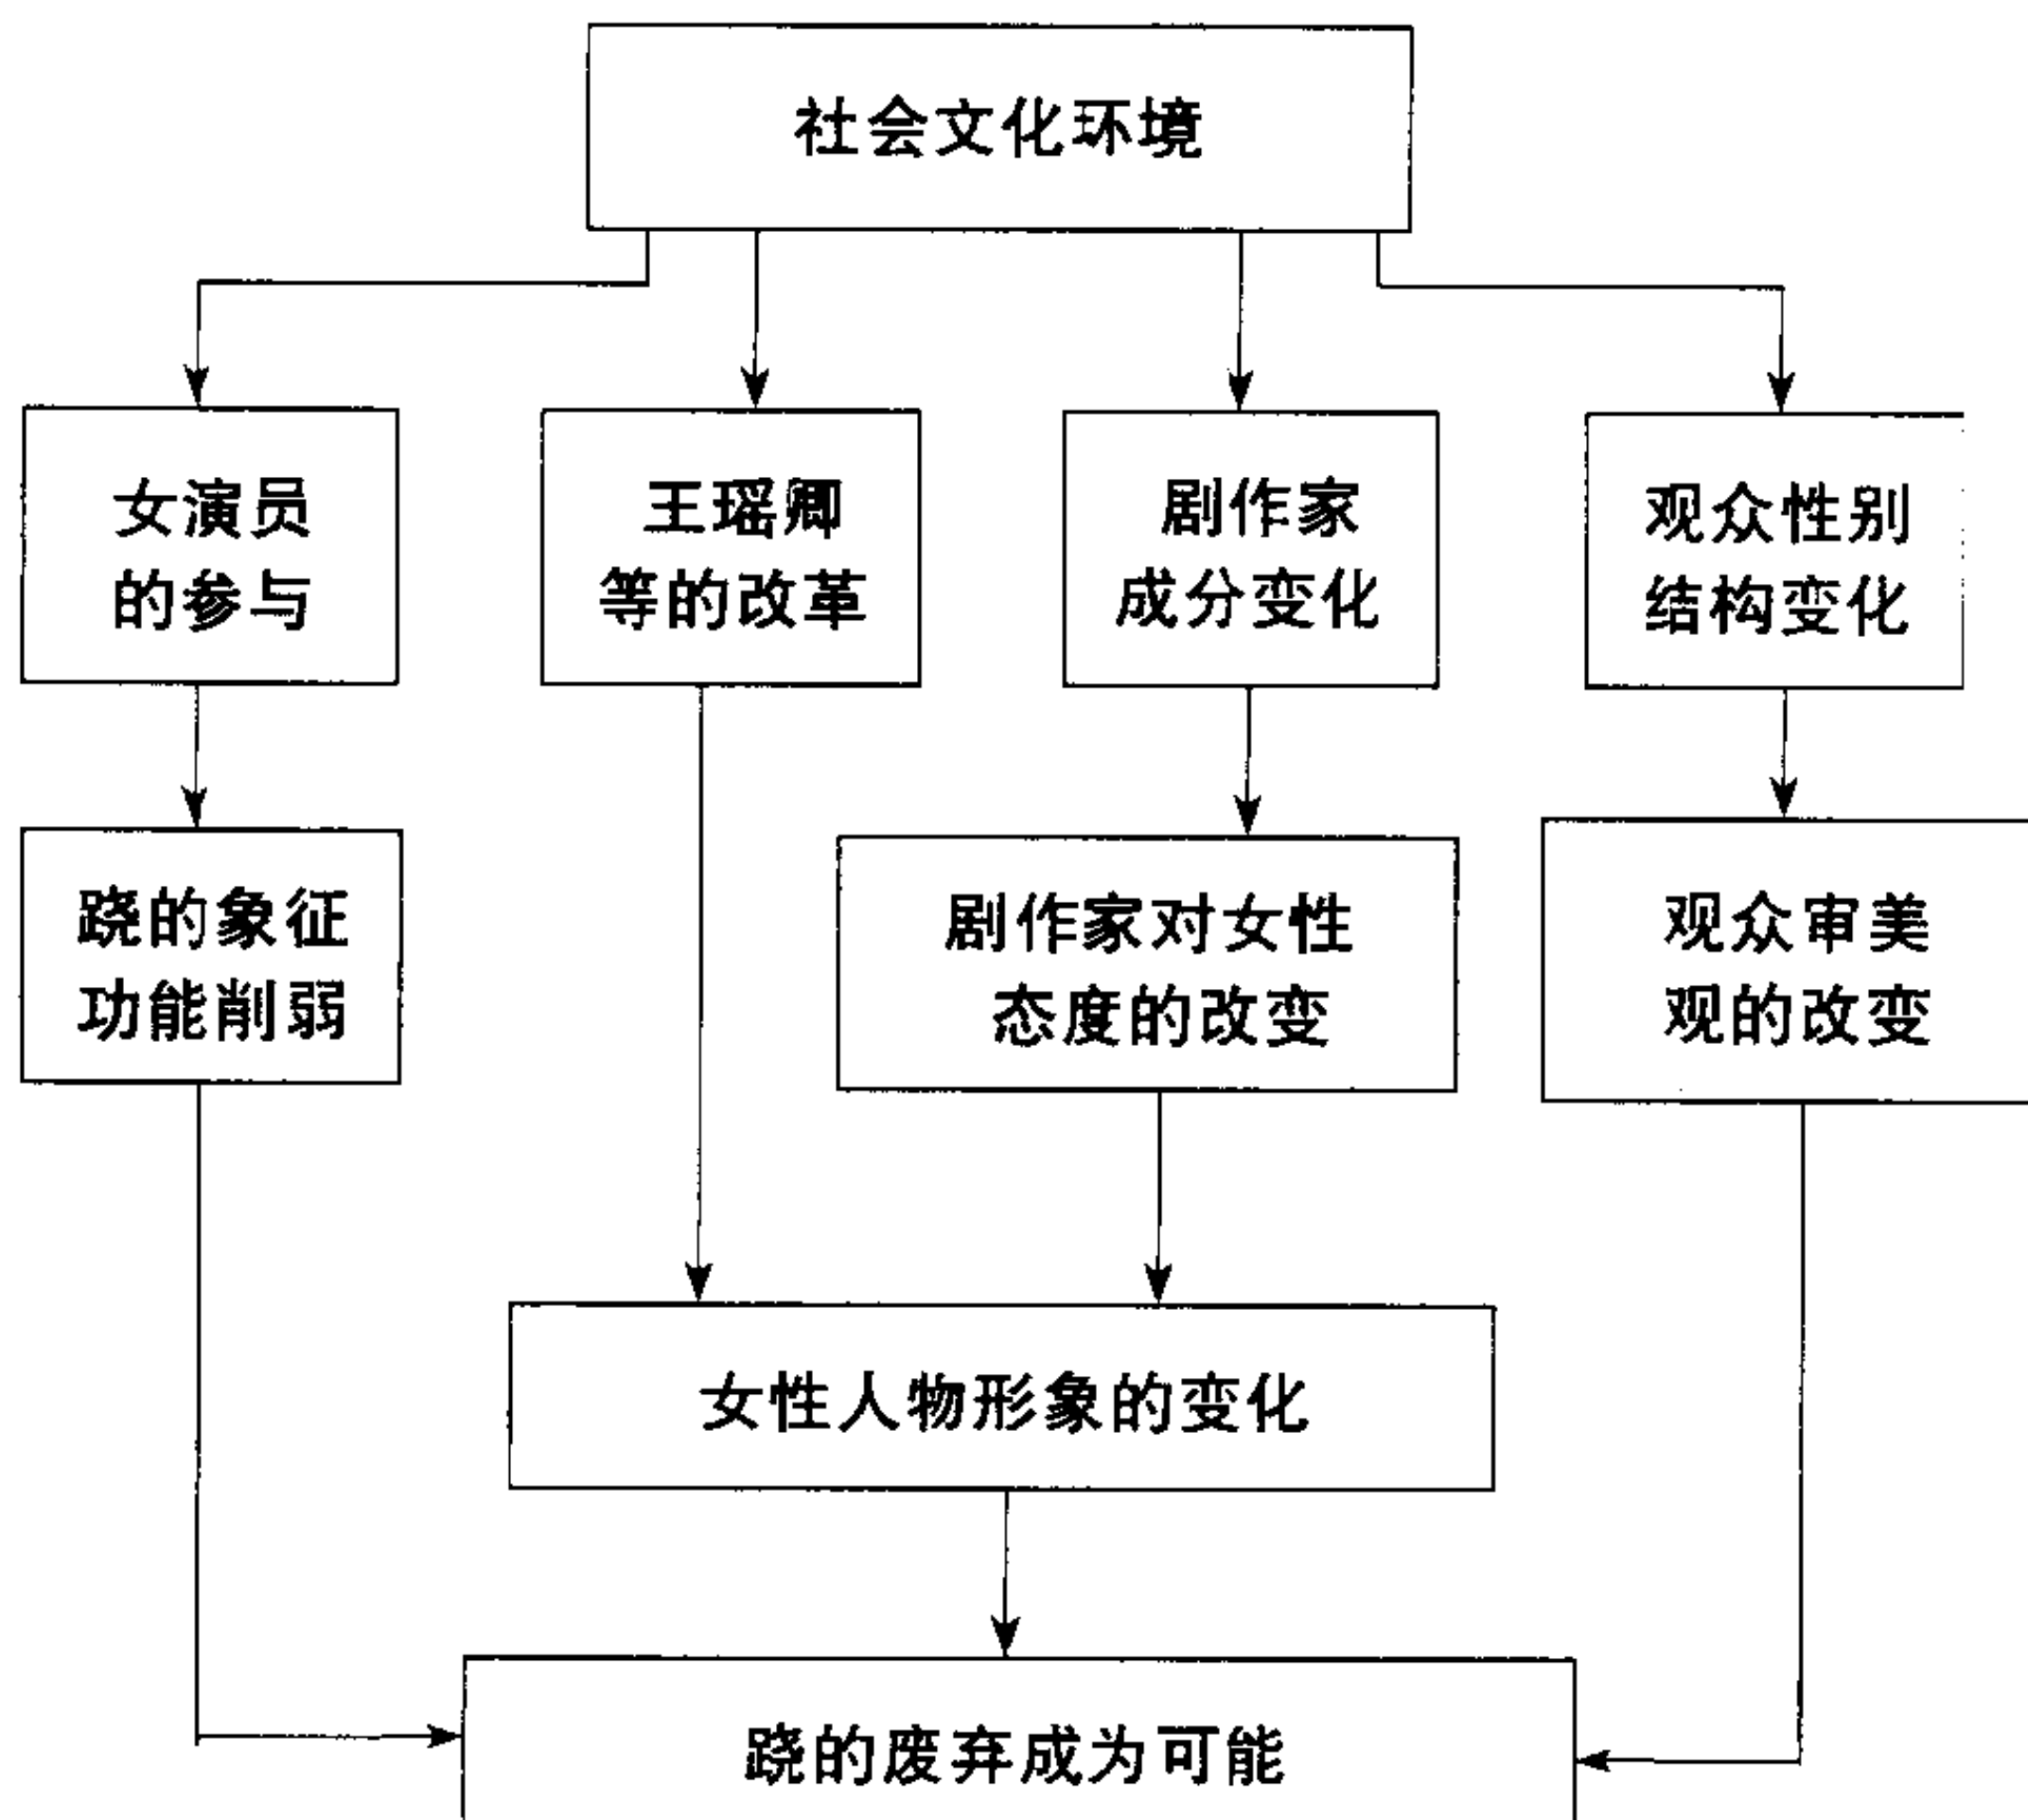 社会文化环境
女演员
的参与
王瑶卿
等的改革
剧作家
成分变化
观众性别
结构变化
跷的象征
功能削弱
剧作家对女性
态度的改变
观众审美
观的改变
女性人物形象的变化
跷的废弃成为可能